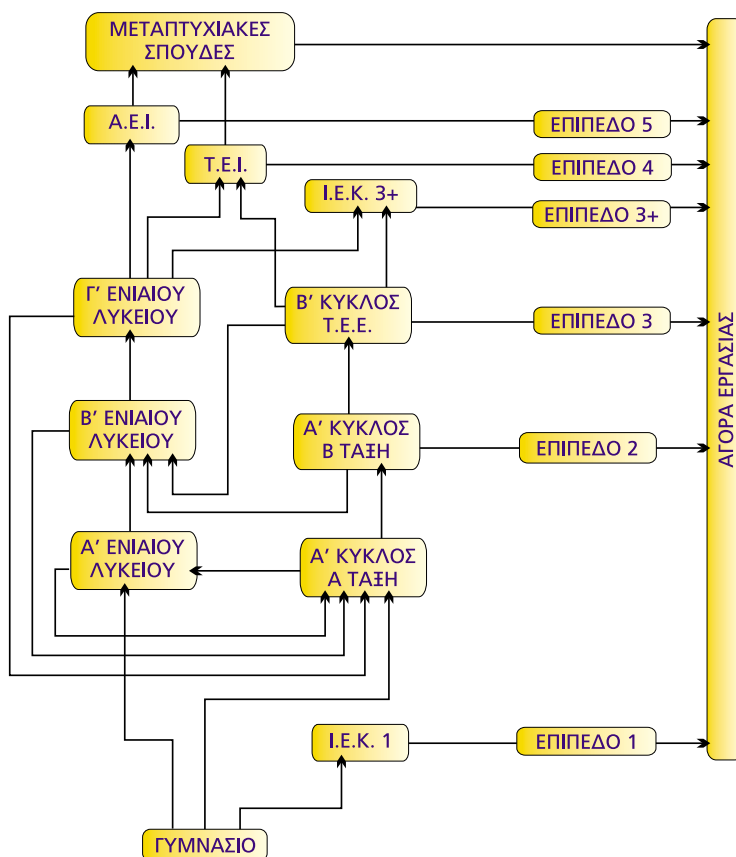 ΜΕΤΑΠΤΥΧΙΑΚΕΣ
ΣΠΟΥΔΕΣ
Α.Ε.Ι.
ΕΠΙΠΕΔΟ 5
Τ.Ε.Ι.
ΕΠΙΠΕΔΟ 4
Ι.Ε.Κ. 3+
ΕΠΙΠΕΔΟ 3+
Γ' ΕΝΙΑΙΟΥ
ΛΥΚΕΙΟΥ
Β' ΚΥΚΛΟΣ
Τ.Ε.Ε.
ΕΠΙΠΕΔΟ 3
ΑΓΟΡΑ ΕΡΓΑΣΙΑΣ
Β' ΕΝΙΑΙΟΥ
ΛΥΚΕΙΟΥ
Α' ΚΥΚΛΟΣ
Β ΤΑΞΗ
ΕΠΙΠΕΔΟ 2
Α' ΕΝΙΑΙΟΥ
ΛΥΚΕΙΟΥ
Α' ΚΥΚΛΟΣ
Α ΤΑΞΗ
Ι.Ε.Κ. 1
ΕΠΙΠΕΔΟ 1
ΓΥΜΝΑΣΙΟ